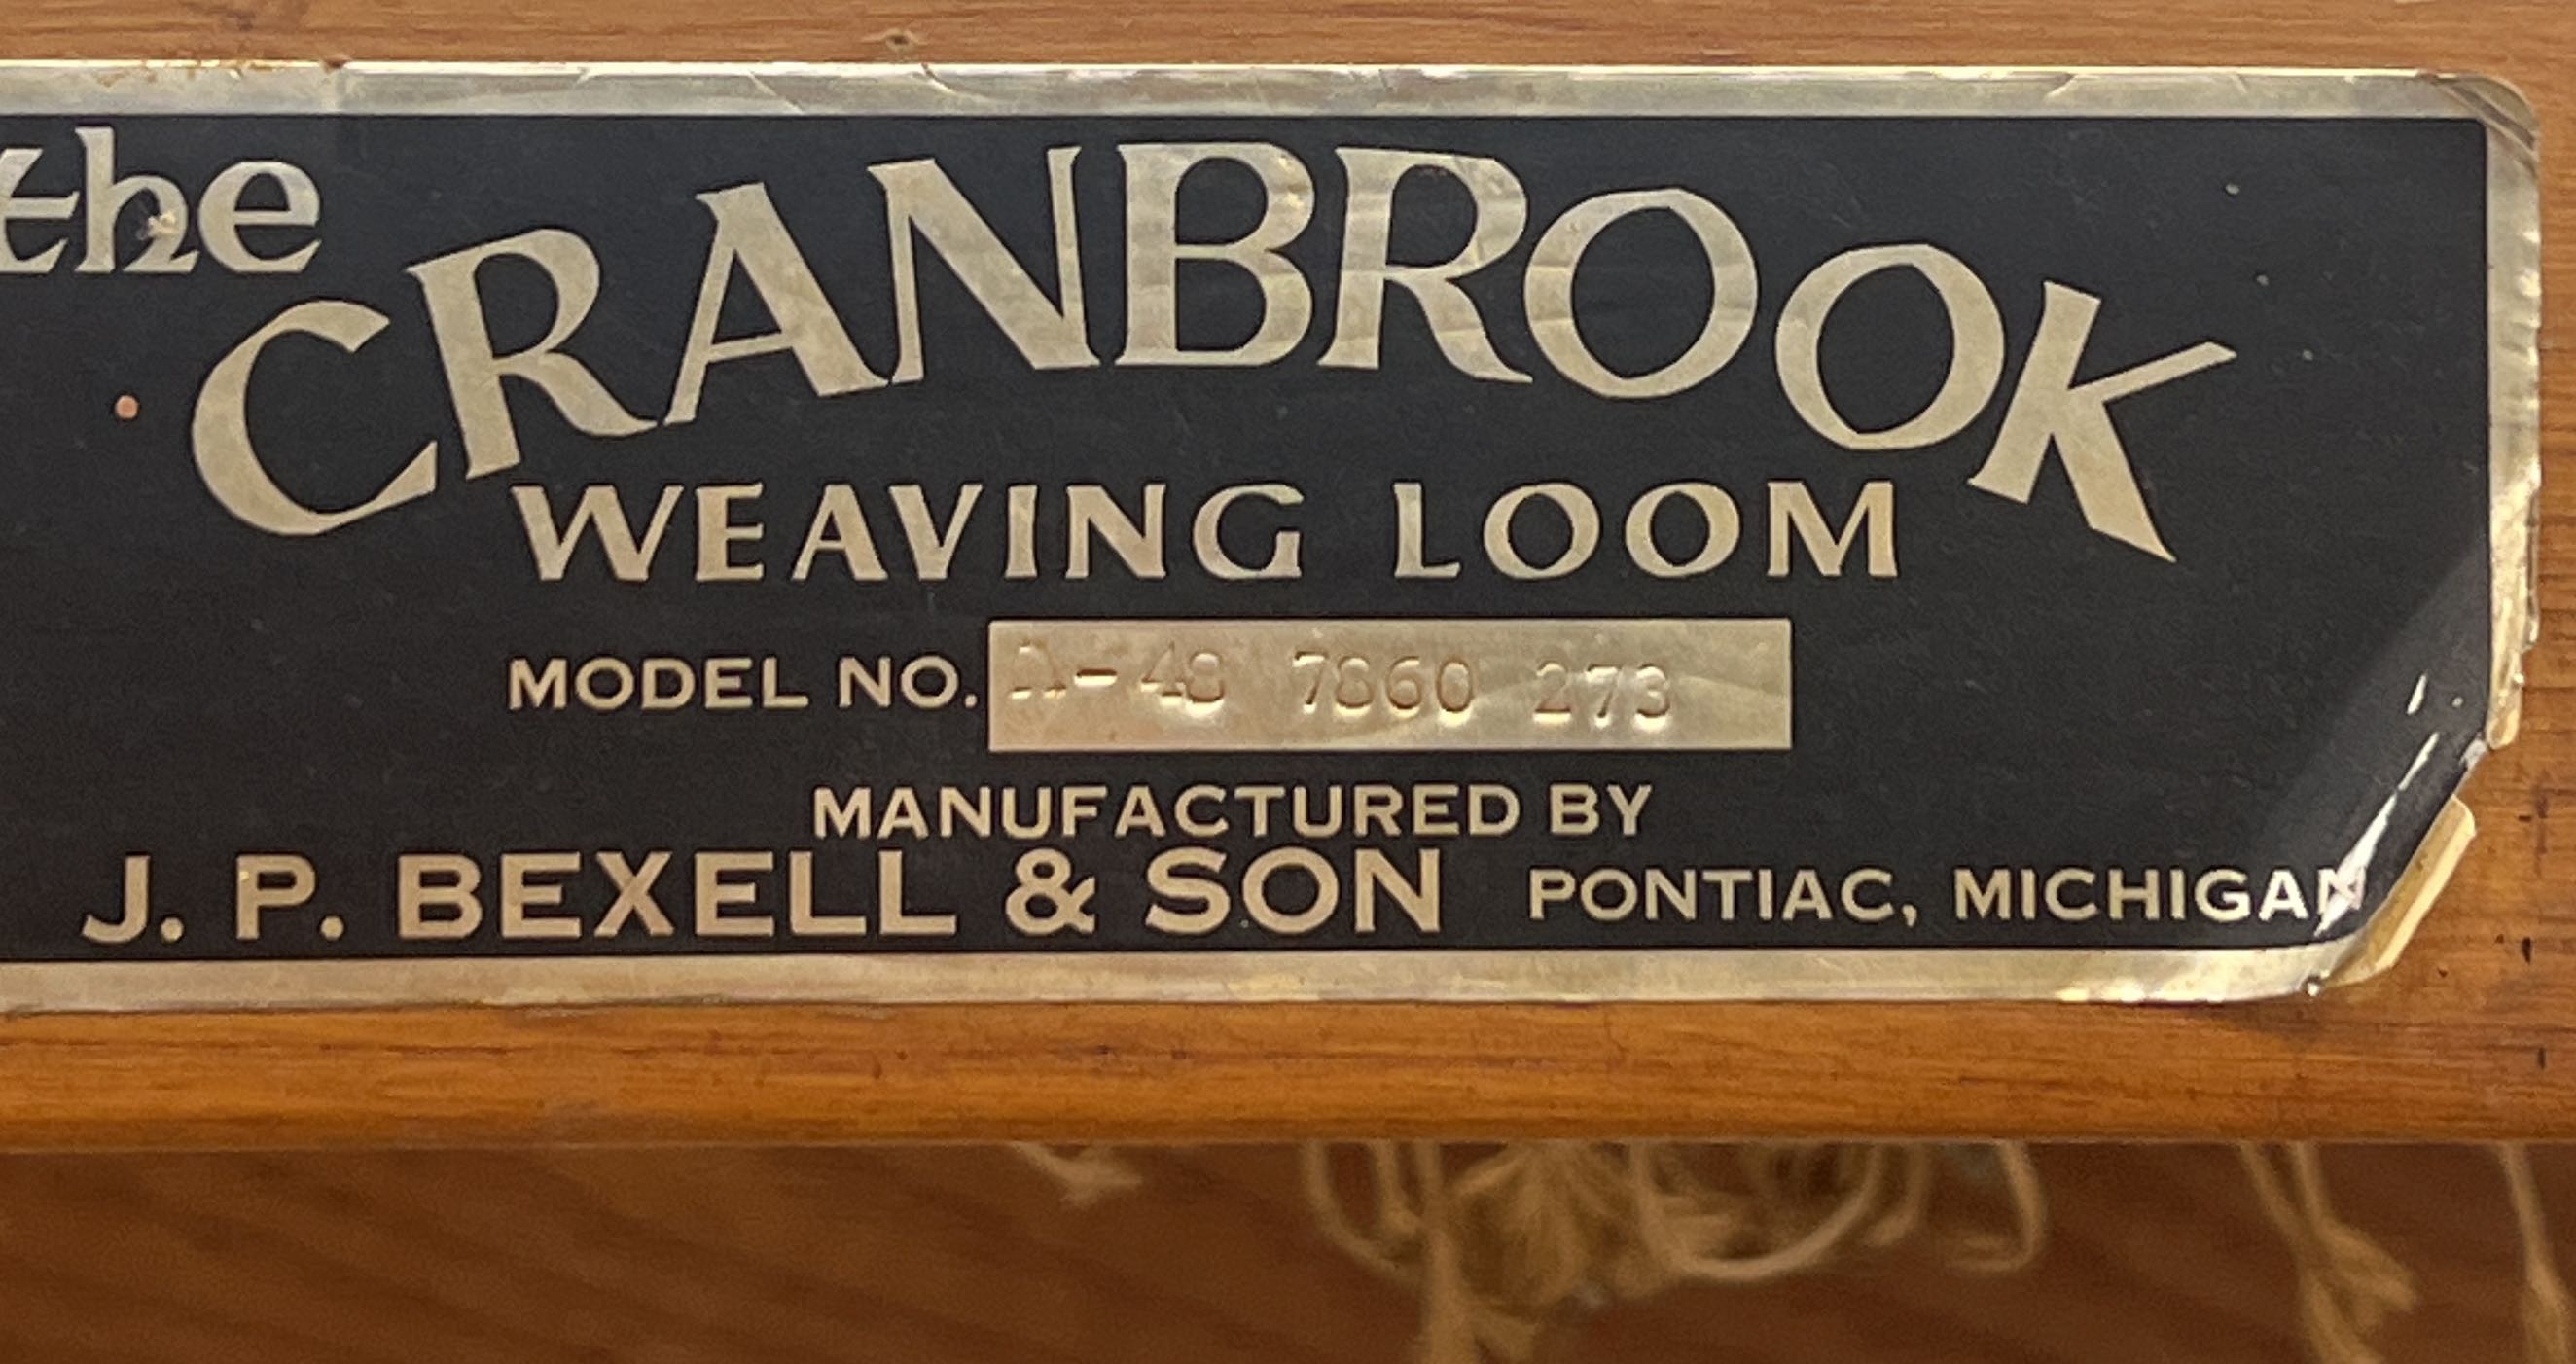 the
CRANBROOK
WEAVING LOOM
MODEL NO. A-48 7860 273
MANUFACTURED BY
J. P. BEXELL & SON PONTIAC, MICHIGAN